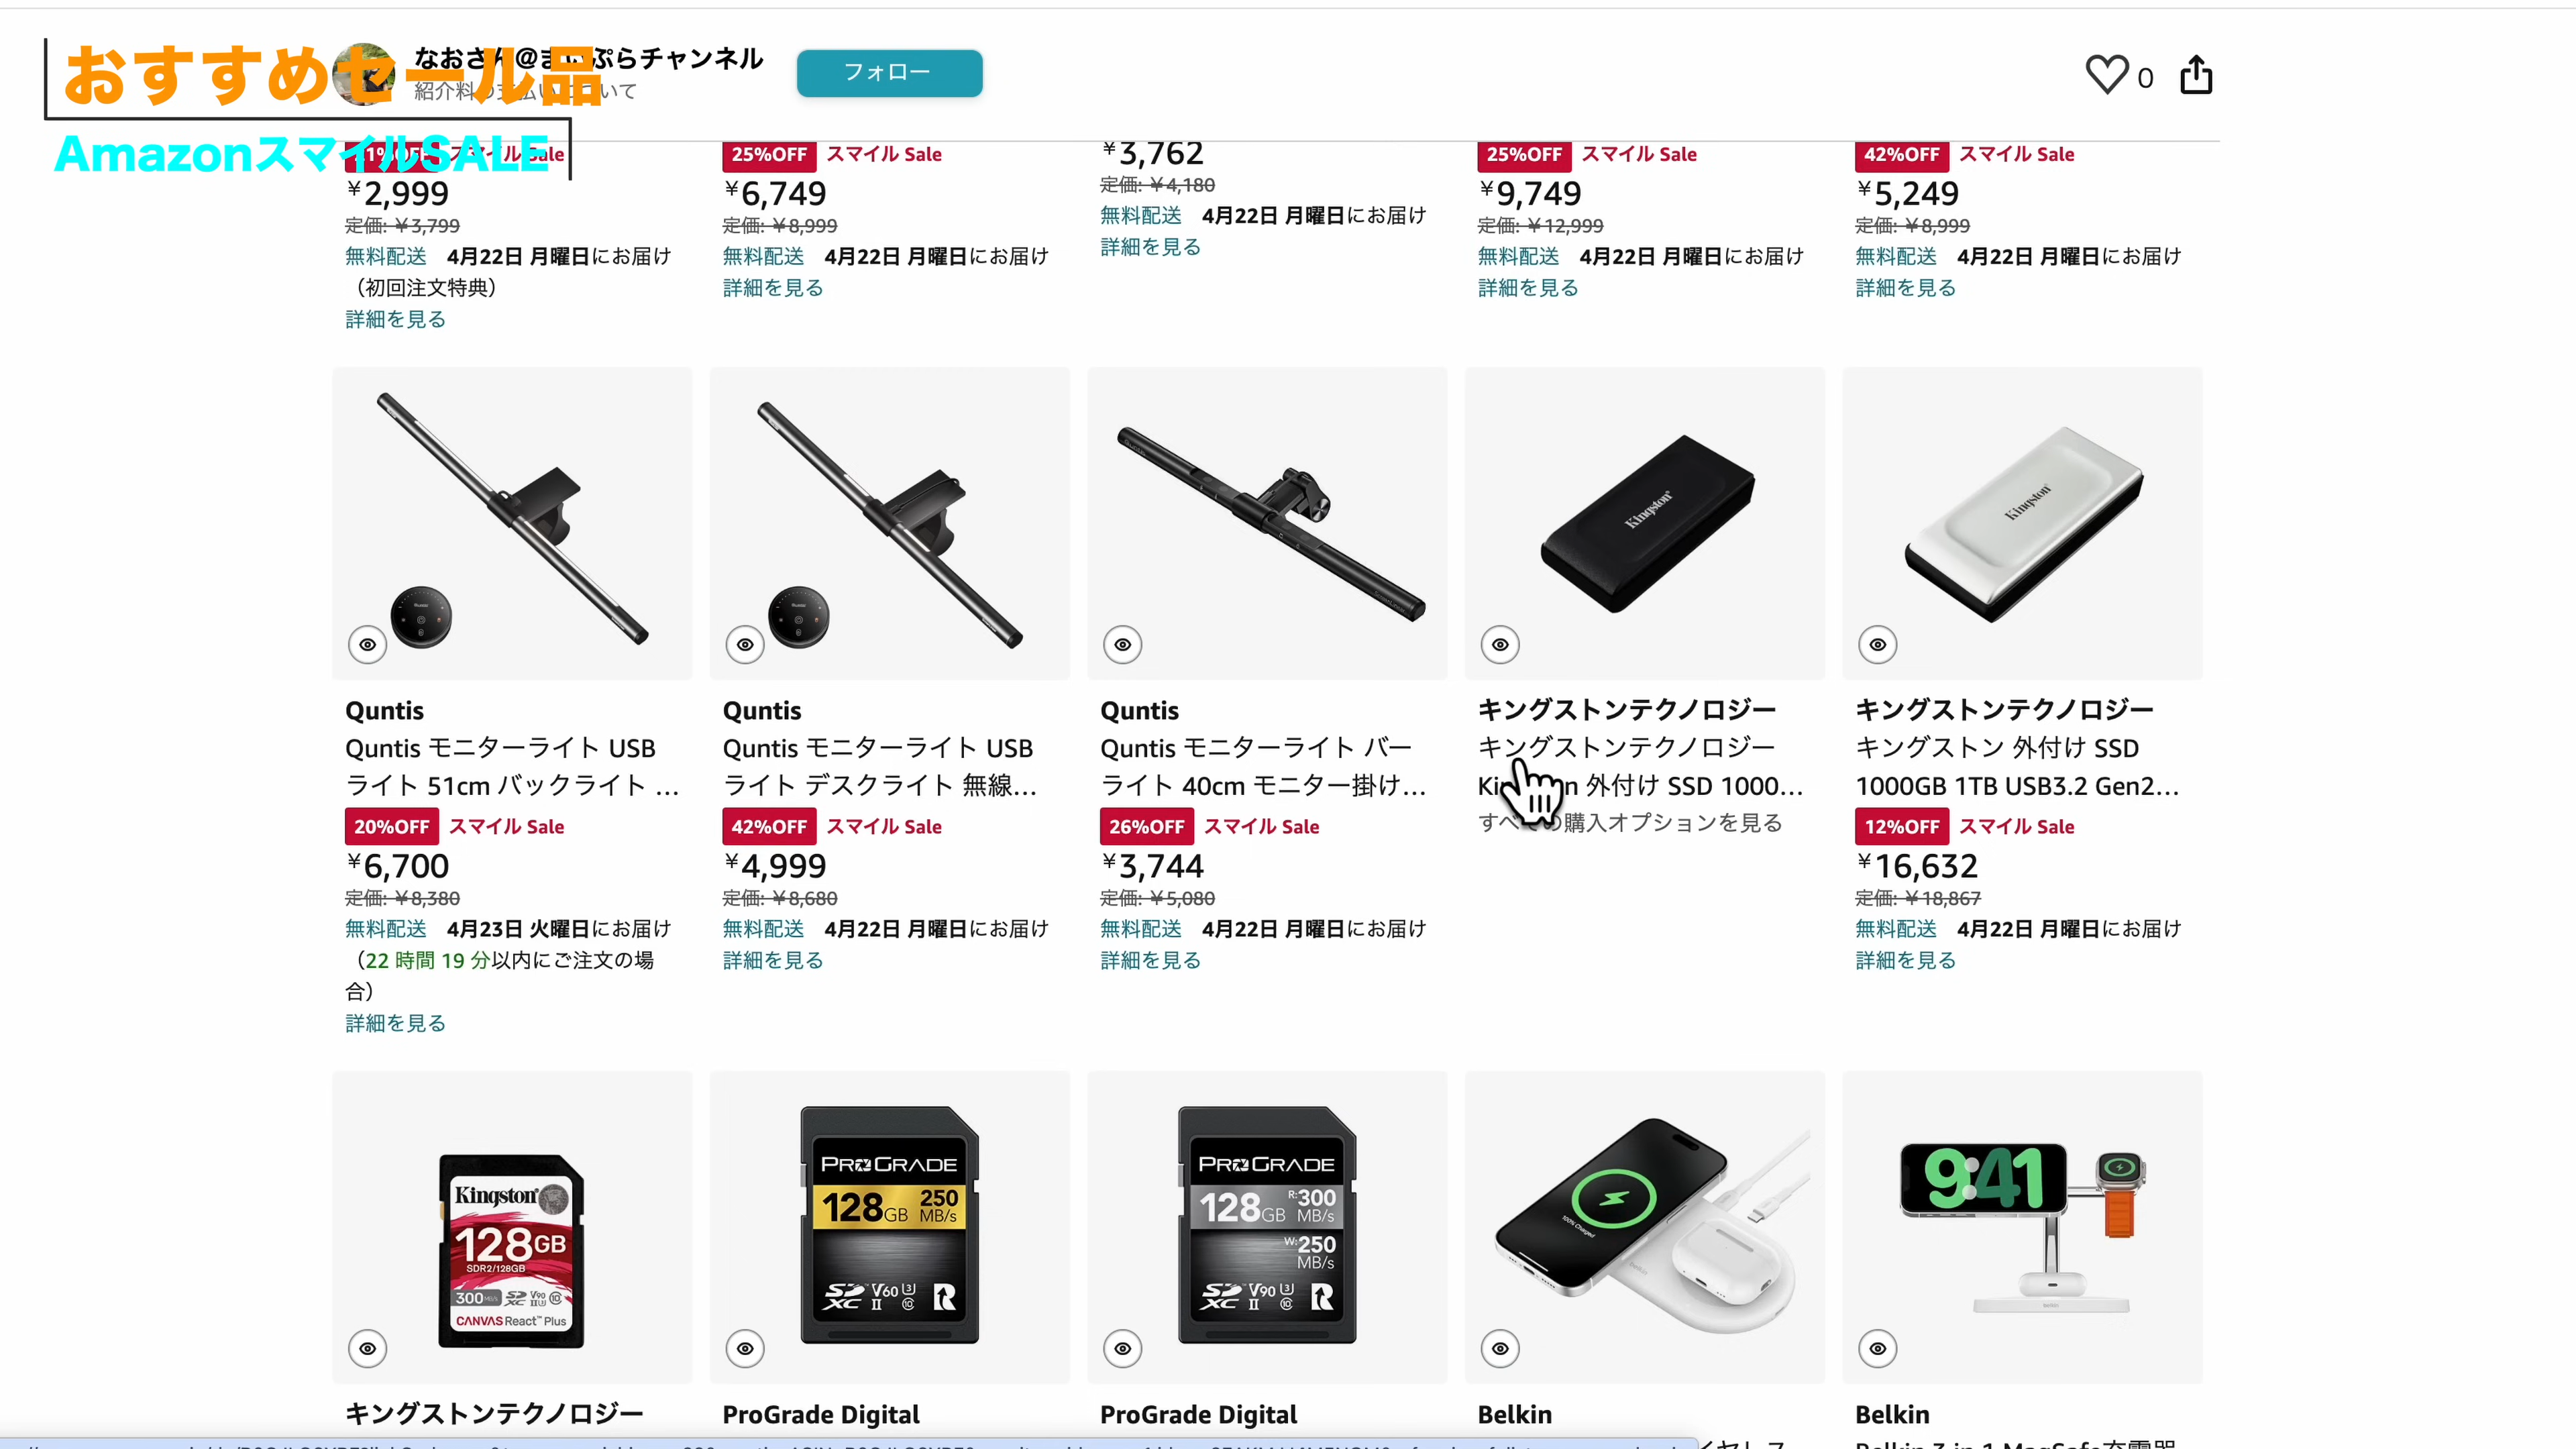 おすすめセール品
AmazonスマイルSALE
フォロー
0
スマイル Sale
¥2,999
定価: ¥3,799
無料配送 4月22日 月曜日にお届け
（初回注文特典）
詳細を見る
25%OFF スマイル Sale
¥6,749
定価: ¥8,999
無料配送 4月22日 月曜日にお届け
詳細を見る
¥3,762
定価: ¥4,180
無料配送 4月22日 月曜日にお届け
詳細を見る
25%OFF スマイル Sale
¥9,749
定価: ¥12,999
無料配送 4月22日 月曜日にお届け
詳細を見る
42%OFF スマイル Sale
¥5,249
定価: ¥8,999
無料配送 4月22日 月曜日にお届け
詳細を見る
Kingston
Kingston
Quntis
Quntis モニターライト USB
ライト 51cm バックライト ...
20%OFF スマイル Sale
¥6,700
定価: ¥8,380
無料配送 4月23日 火曜日にお届け
（22 時間 19 分以内にご注文の場
合）
詳細を見る
Quntis
Quntis モニターライト USB
ライト デスクライト 無線...
42%OFF スマイル Sale
¥4,999
定価: ¥8,680
無料配送 4月22日 月曜日にお届け
詳細を見る
Quntis
Quntis モニターライト バー
ライト 40cm モニター掛け...
26%OFF スマイル Sale
¥3,744
定価: ¥5,080
無料配送 4月22日 月曜日にお届け
詳細を見る
キングストンテクノロジー
キングストンテクノロジー
外付け SSD 1000...
購入オプションを見る
キングストンテクノロジー
キングストン 外付け SSD
1000GB 1TB USB3.2 Gen2...
12%OFF スマイル Sale
¥16,632
定価: ¥18,867
無料配送 4月22日 月曜日にお届け
詳細を見る
Kingston
128GB
SDR2/128GB
300MB/s SDXC II V90 U3 10
CANVAS React Plus
PROGRADE
128GB 250 MB/s
SDXC II V60 U3 10 R
PROGRADE
128GB R:300 MB/s
W:250 MB/s
SDXC II V90 U3 10 R
100% Charged
9:41
キングストンテクノロジー
ProGrade Digital
ProGrade Digital
Belkin
Belkin